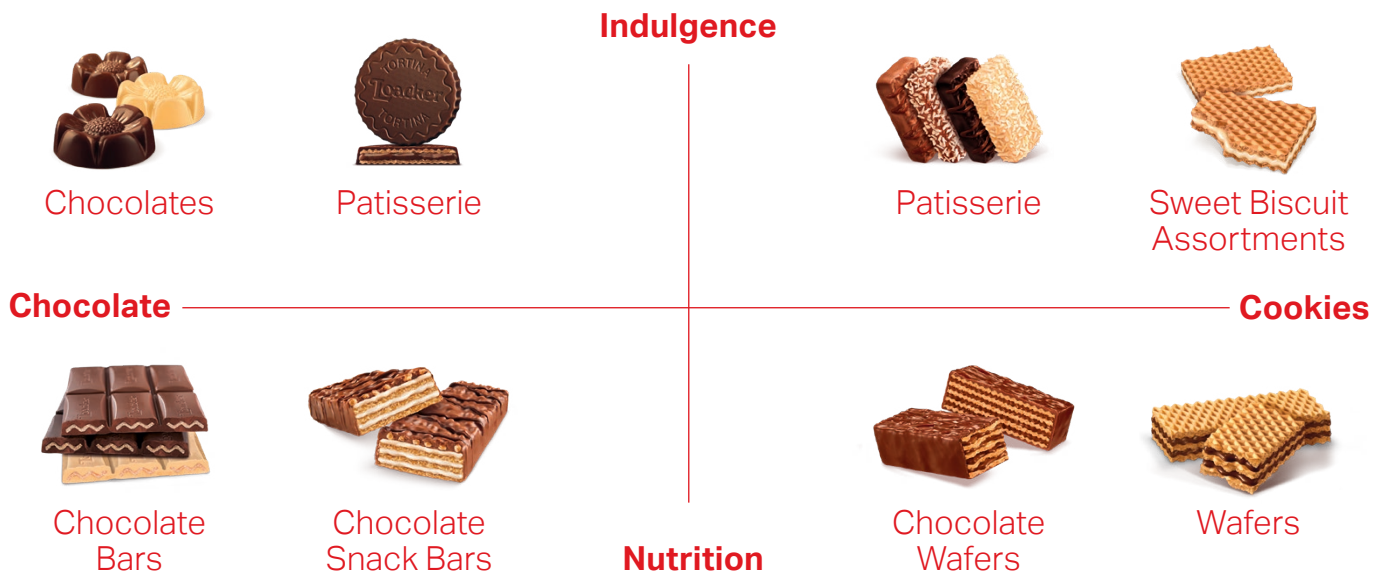 Indulgence
TORTINA
Loacker
TORTINA
Chocolates
Patisserie
Patisserie
Sweet Biscuit
Assortments
Chocolate
Cookies
Chocolate
Bars
Chocolate
Snack Bars
Nutrition
Chocolate
Wafers
Wafers